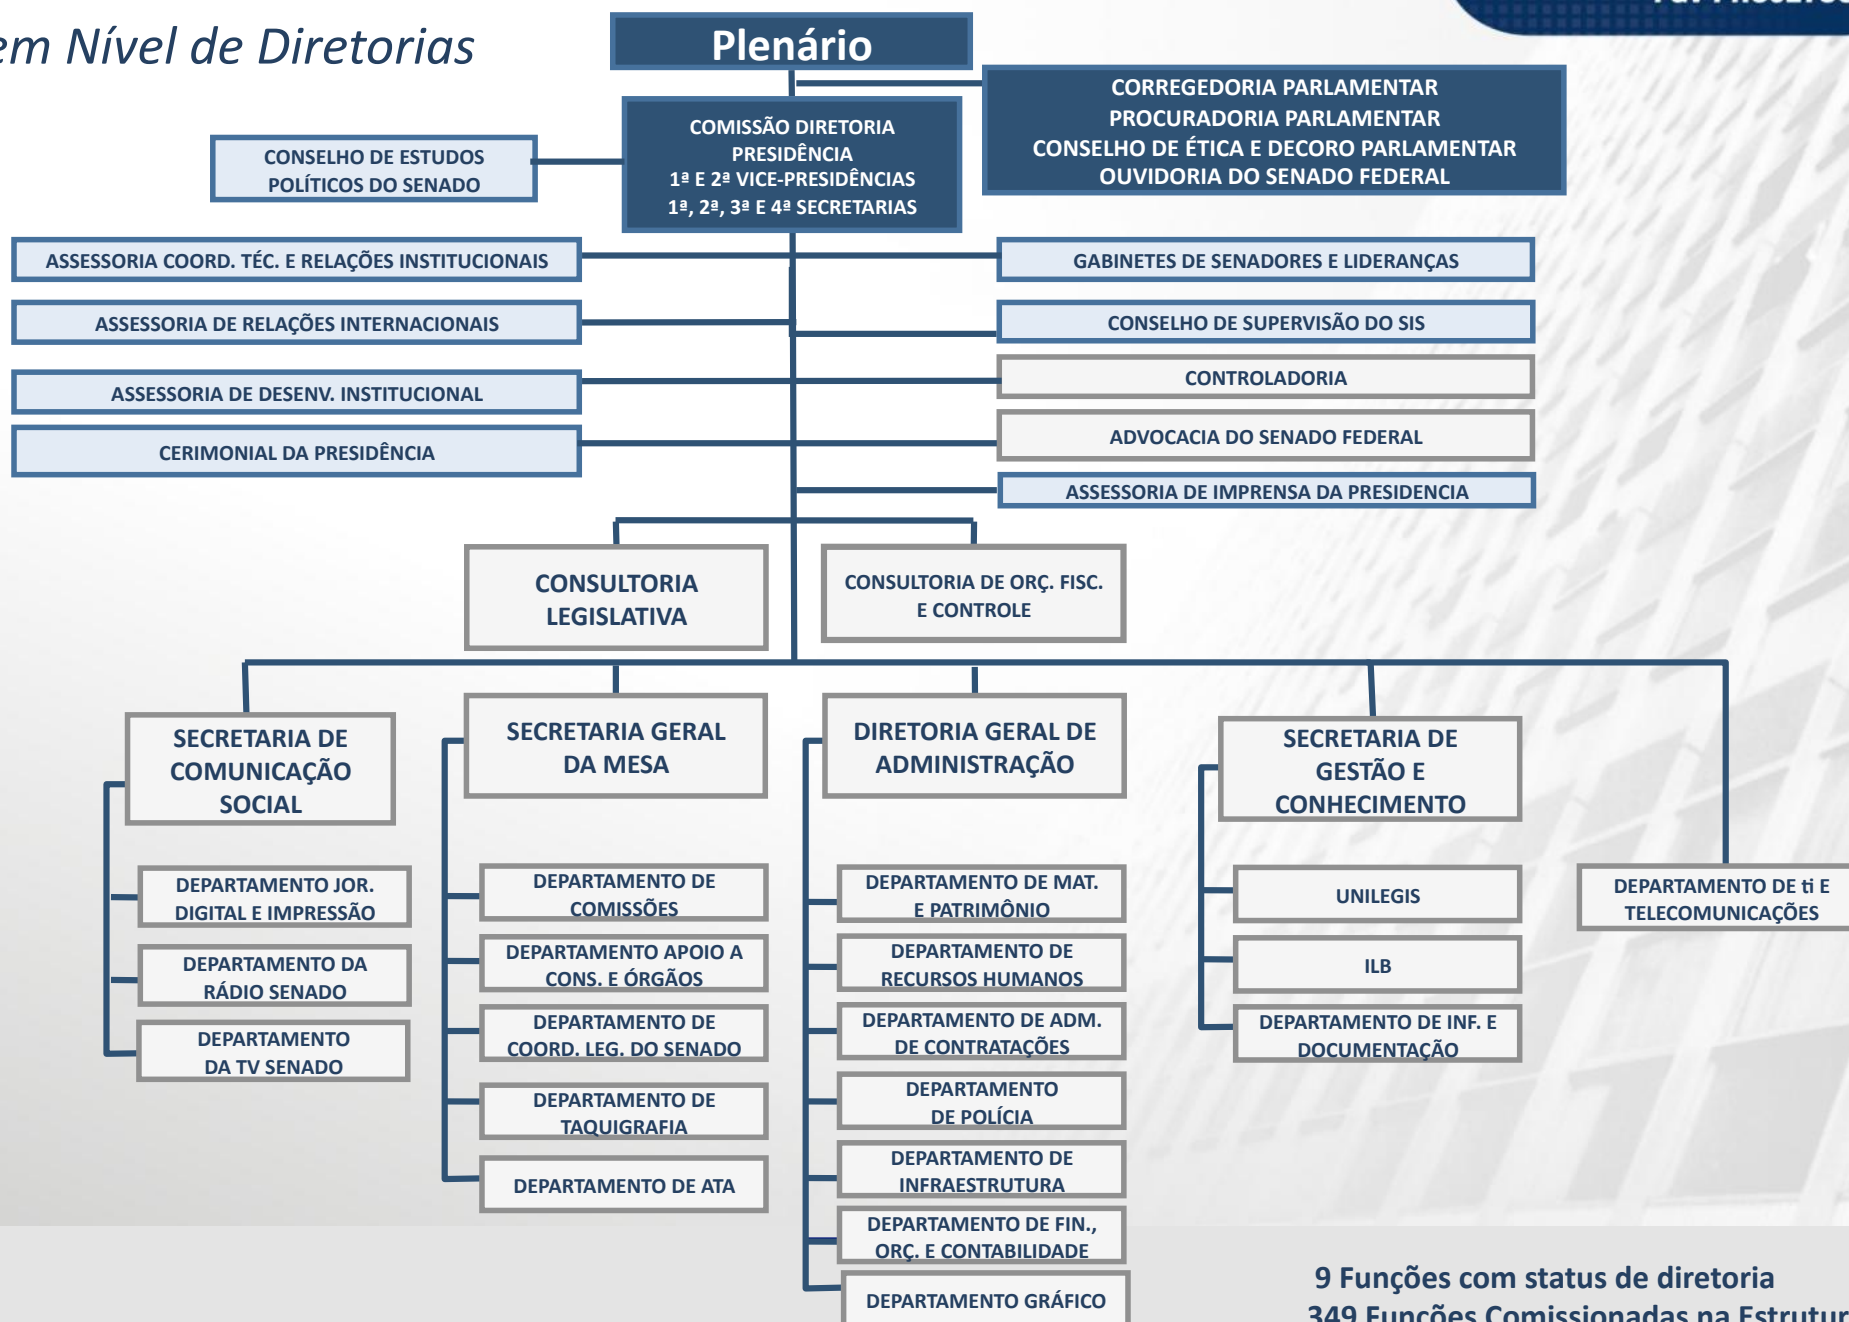 em Nível de Diretorias
Plenário
CORREGEDORIA PARLAMENTAR
PROCURADORIA PARLAMENTAR
CONSELHO DE ÉTICA E DECORO PARLAMENTAR
OUVIDORIA DO SENADO FEDERAL
COMISSÃO DIRETORIA
PRESIDÊNCIA
1ª E 2ª VICE-PRESIDÊNCIAS
1ª, 2ª, 3ª E 4ª SECRETARIAS
CONSELHO DE ESTUDOS
POLÍTICOS DO SENADO
ASSESSORIA COORD. TÉC. E RELAÇÕES INSTITUCIONAIS
GABINETES DE SENADORES E LIDERANÇAS
ASSESSORIA DE RELAÇÕES INTERNACIONAIS
CONSELHO DE SUPERVISÃO DO SIS
ASSESSORIA DE DESENV. INSTITUCIONAL
CONTROLADORIA
CERIMONIAL DA PRESIDÊNCIA
ADVOCACIA DO SENADO FEDERAL
ASSESSORIA DE IMPRENSA DA PRESIDENCIA
CONSULTORIA
LEGISLATIVA
CONSULTORIA DE ORÇ. FISC.
E CONTROLE
SECRETARIA DE
COMUNICAÇÃO
SOCIAL
DEPARTAMENTO JOR.
DIGITAL E IMPRESSÃO
DEPARTAMENTO DA
RÁDIO SENADO
DEPARTAMENTO
DA TV SENADO
SECRETARIA GERAL
DA MESA
DEPARTAMENTO DE
COMISSÕES
DEPARTAMENTO APOIO A
CONS. E ÓRGÃOS
DEPARTAMENTO DE
COORD. LEG. DO SENADO
DEPARTAMENTO DE
TAQUIGRAFIA
DEPARTAMENTO DE ATA
DIRETORIA GERAL DE
ADMINISTRAÇÃO
DEPARTAMENTO DE MAT.
E PATRIMÔNIO
DEPARTAMENTO DE
RECURSOS HUMANOS
DEPARTAMENTO DE ADM.
DE CONTRATAÇÕES
DEPARTAMENTO
DE POLÍCIA
DEPARTAMENTO DE
INFRAESTRUTURA
DEPARTAMENTO DE FIN.,
ORÇ. E CONTABILIDADE
DEPARTAMENTO GRÁFICO
SECRETARIA DE
GESTÃO E
CONHECIMENTO
UNILEGIS
ILB
DEPARTAMENTO DE INF. E
DOCUMENTAÇÃO
DEPARTAMENTO DE ti E
TELECOMUNICAÇÕES
9 Funções com status de diretoria
349 Funções Comissionadas na Estrutur